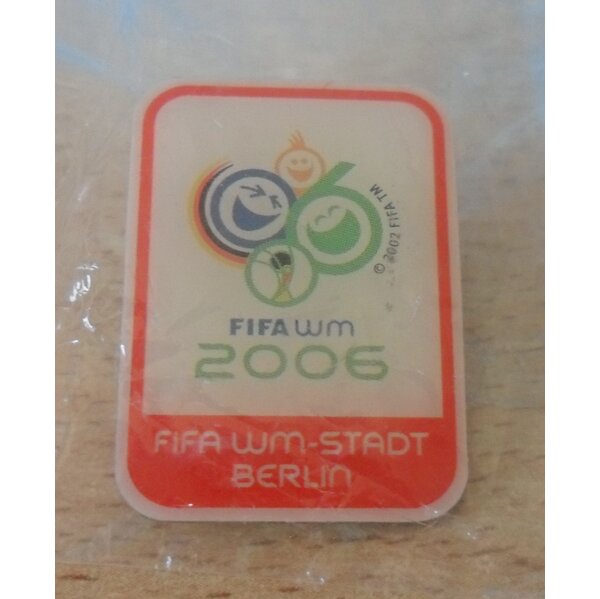 © 2002 FIFA TM
FIFA WM
2006
FIFA WM-STADT
BERLIN